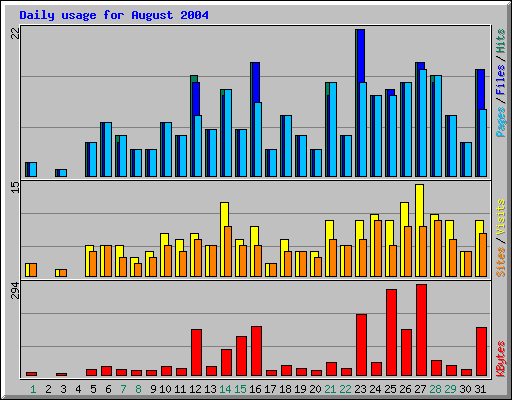 Daily usage for August 2004
22
Pages / Files / Hits
15
Sites / Visits
294
KBytes
1 2 3 4 5 6 7 8 9 10 11 12 13 14 15 16 17 18 19 20 21 22 23 24 25 26 27 28 29 30 31